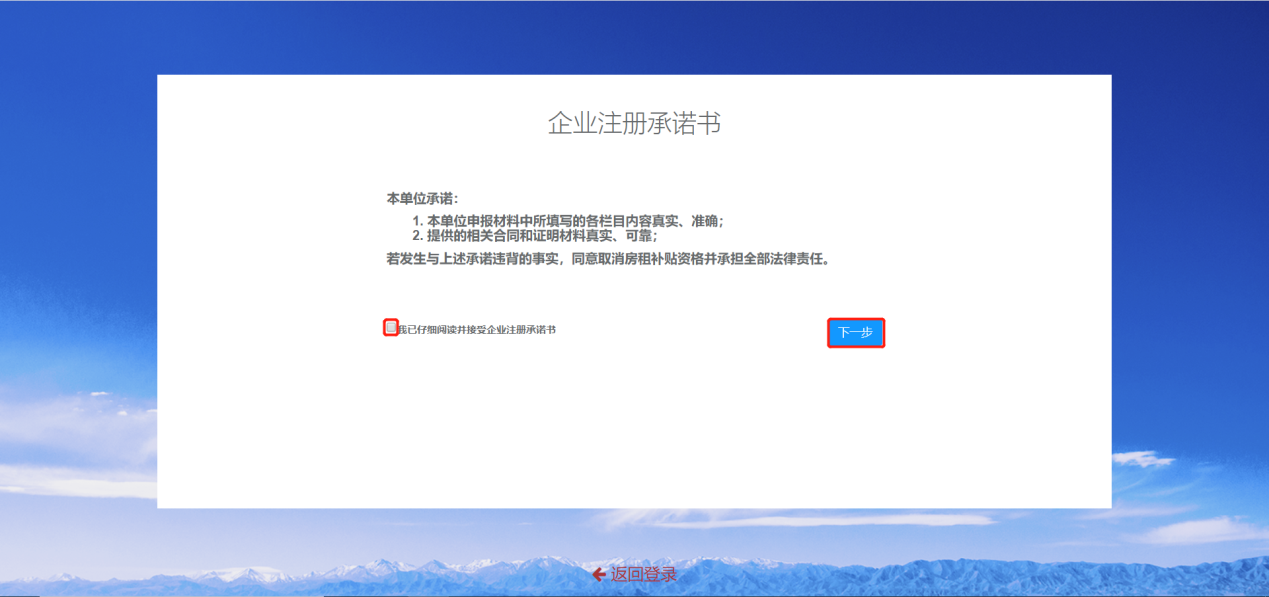 企业注册承诺书
本单位承诺：
1. 本单位申报材料中所填写的各栏目内容真实、准确；
2. 提供的相关合同和证明材料真实、可靠；
若发生与上述承诺违背的事实，同意取消房租补贴资格并承担全部法律责任。
我已仔细阅读并接受企业注册承诺书
下一步
返回登录